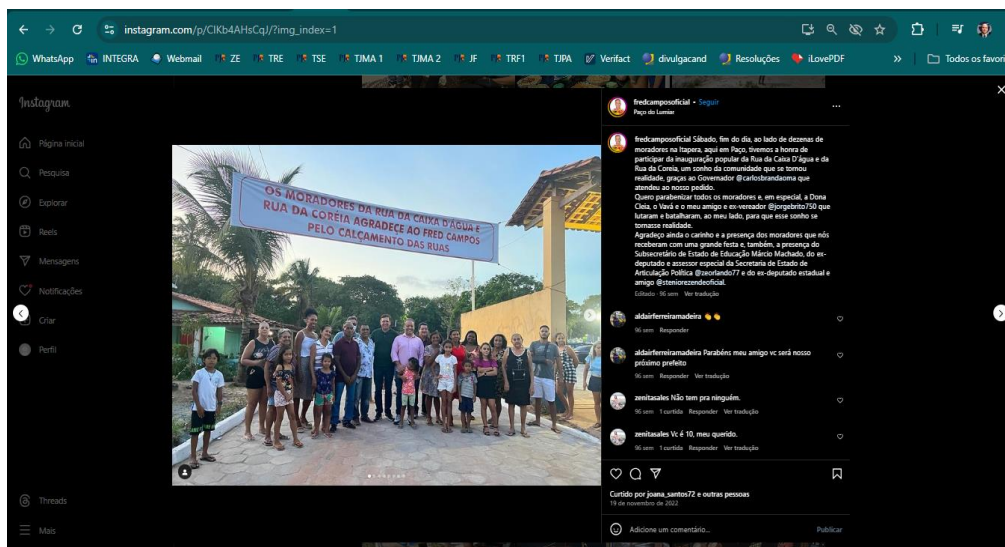 instagram.com/p/ClKb4AHsCqJ/?img_index=1
WhatsApp INTEGRA Webmail ZE TRE TSE TJMA 1 TJMA 2 JF TRF1 TJPA Verifact divulgacand Resoluções iLovePDF » Todos os favori
Instagram
Página inicial
Pesquisa
Explorar
Reels
Mensagens
Notificações
Criar
Perfil
Threads
Mais
OS MORADORES DA RUA DA CAIXA D'AGUA E
RUA DA CORÉIA AGRADECE AO FRED CAMPOS
PELO CALÇAMENTO DAS RUAS
fredcamposoficial • Seguir
Paço do Lumiar
fredcamposoficial Sábado, fim do dia, ao lado de dezenas de
moradores na Itapera, aqui em Paço, tivemos a honra de
participar da inauguração popular da Rua da Caixa D'água e da
Rua da Coreia, um sonho da comunidade que se tornou
realidade, graças ao Governador @carlosbrandaoma que
atendeu ao nosso pedido.
Quero parabenizar todos os moradores e, em especial, a Dona
Cleia, o Vavá e o meu amigo e ex-vereador @jorgebrito750 que
lutaram e batalharam, ao meu lado, para que esse sonho se
tornasse realidade.
Agradeço ainda o carinho e a presença dos moradores que nós
receberam com uma grande festa e, também, a presença do
Subsecretário de Estado de Educação Márcio Machado, do ex-
deputado e assessor especial da Secretaria de Estado de
Articulação Política @zeorlando77 e do ex-deputado estadual e
amigo @steniorezendeoficial.
Editado · 96 sem Ver tradução
aldairferreiramadeira 👏👏
96 sem Responder
aldairferreiramadeira Parabéns meu amigo vc será nosso
próximo prefeito
96 sem Responder Ver tradução
zenitasales Não tem pra ninguém.
96 sem 1 curtida Responder Ver tradução
zenitasales Vc é 10, meu querido.
96 sem 1 curtida Responder Ver tradução
Curtido por joana_santos72 e outras pessoas
19 de novembro de 2022
Adicione um comentário... Publicar